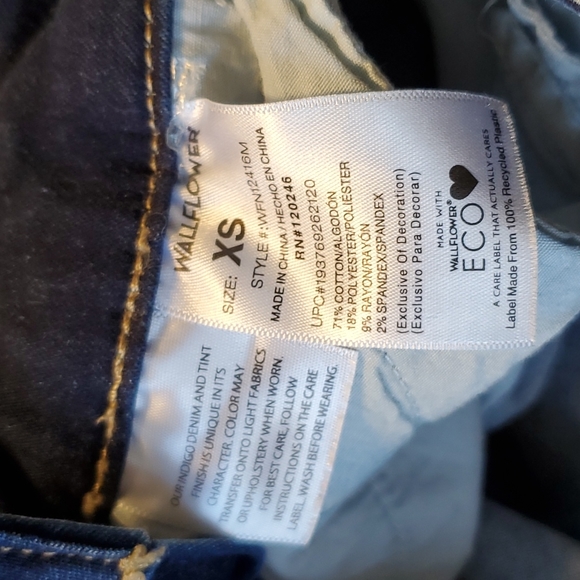 WALLFLOWER
SIZE: XS
STYLE #:WFN12416M
MADE IN CHINA / HECHO EN CHINA
RN#120246
UPC#193769262120
71% COTTON/ALGODÓN
18% POLYESTER/POLIÉSTER
9% RAYON/RAYON
2% SPANDEX/SPANDEX
(Exclusive Of Decoration)
(Exclusivo Para Decorar)
MADE WITH
WALLFLOWER®
ECO
A CARE LABEL THAT ACTUALLY CARES
Label Made From 100% Recycled Plastic
OUR INDIGO DENIM AND TINT
FINISH IS UNIQUE IN ITS
CHARACTER. COLOR MAY
TRANSFER ONTO LIGHT FABRICS
OR UPHOLSTERY WHEN WORN.
FOR BEST CARE, FOLLOW
INSTRUCTIONS ON THE CARE
LABEL. WASH BEFORE WEARING.